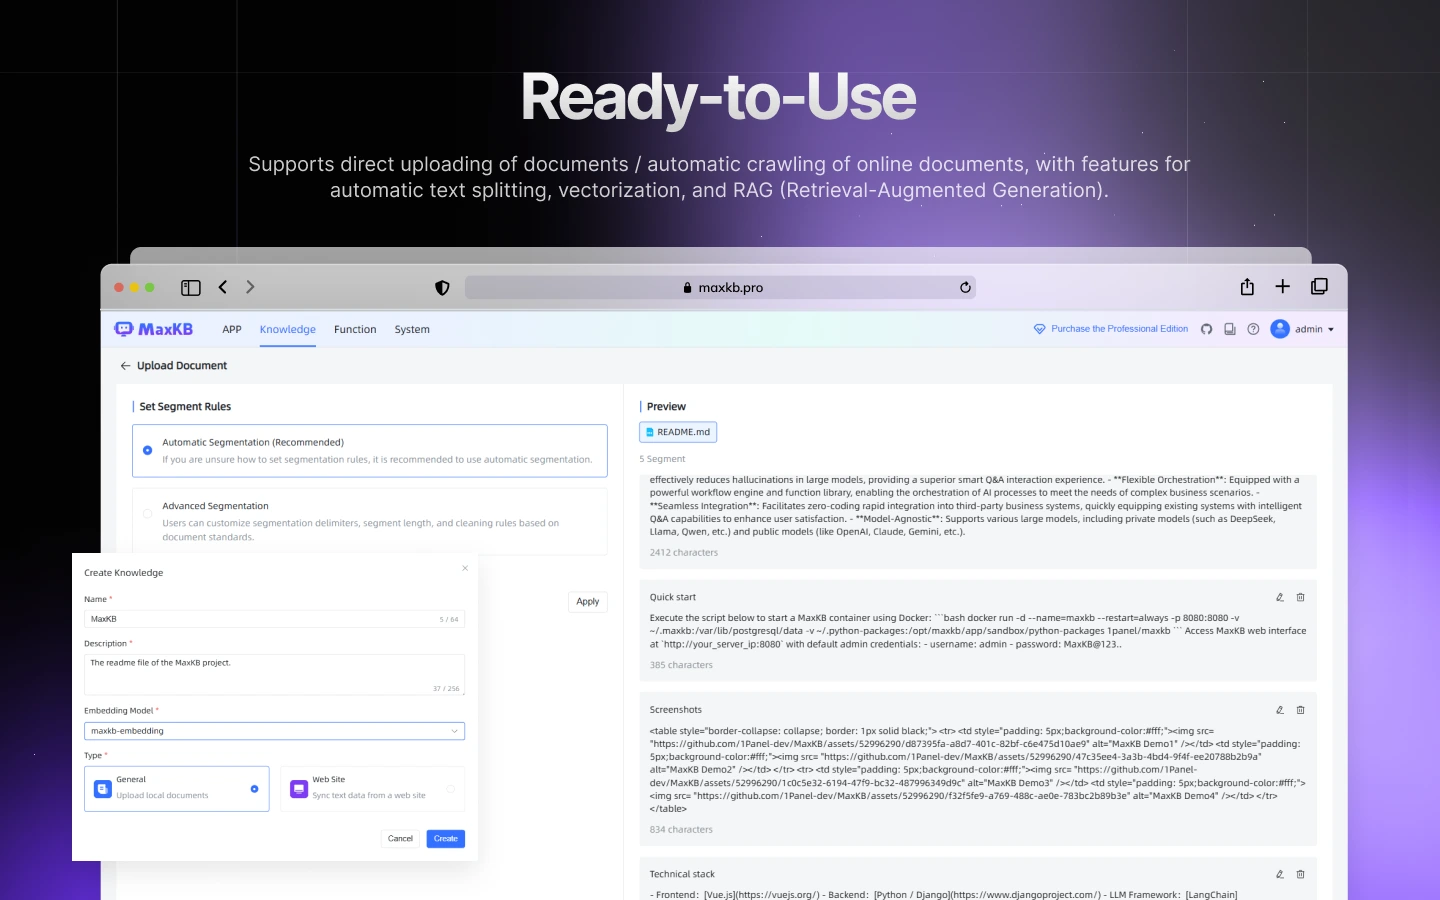 Ready-to-Use
Supports direct uploading of documents / automatic crawling of online documents, with features for
automatic text splitting, vectorization, and RAG (Retrieval-Augmented Generation).
maxkb.pro
MaxKB
APP
Knowledge
Function
System
Purchase the Professional Edition
admin
Upload Document
Set Segment Rules
Automatic Segmentation (Recommended)
If you are unsure how to set segmentation rules, it is recommended to use automatic segmentation.
Advanced Segmentation
Users can customize segmentation delimiters, segment length, and cleaning rules based on
document standards.
Apply
Create Knowledge
Name *
MaxKB
5 / 64
Description *
The readme file of the MaxKB project.
37 / 256
Embedding Model *
maxkb-embedding
Type *
General
Upload local documents
Web Site
Sync text data from a web site
Cancel
Create
Preview
README.md
5 Segment
effectively reduces hallucinations in large models, providing a superior smart Q&A interaction experience. - **Flexible Orchestration**: Equipped with a
powerful workflow engine and function library, enabling the orchestration of AI processes to meet the needs of complex business scenarios. -
**Seamless Integration**: Facilitates zero-coding rapid integration into third-party business systems, quickly equipping existing systems with intelligent
Q&A capabilities to enhance user satisfaction. - **Model-Agnostic**: Supports various large models, including private models (such as DeepSeek,
Llama, Qwen, etc.) and public models (like OpenAI, Claude, Gemini, etc.).
2412 characters
Quick start
Execute the script below to start a MaxKB container using Docker: ```bash docker run -d --name=maxkb --restart=always -p 8080:8080 -v
~/.maxkb:/var/lib/postgresql/data -v ~/.python-packages:/opt/maxkb/app/sandbox/python-packages 1panel/maxkb ``` Access MaxKB web interface
at `http://your_server_ip:8080` with default admin credentials: - username: admin - password: MaxKB@123..
385 characters
Screenshots
<table style="border-collapse: collapse; border: 1px solid black;"> <tr> <td style="padding: 5px;background-color:#fff;"><img src=
"https://github.com/1Panel-dev/MaxKB/assets/52996290/d87395fa-a8d7-401c-82bf-c6e475d10ae9" alt="MaxKB Demo1" /></td> <td style="padding:
5px;background-color:#fff;"><img src= "https://github.com/1Panel-dev/MaxKB/assets/52996290/47c35ee4-3a3b-4bd4-9f4f-ee20788b2b9a"
alt="MaxKB Demo2" /></td> </tr> <tr> <td style="padding: 5px;background-color:#fff;"><img src= "https://github.com/1Panel-
dev/MaxKB/assets/52996290/1c0c5e32-6194-47f9-bc32-487996349d9c" alt="MaxKB Demo3" /></td> <td style="padding: 5px;background-color:#fff;">
<img src= "https://github.com/1Panel-dev/MaxKB/assets/52996290/f32f5fe9-a769-488c-ae0e-783bc2b89b3e" alt="MaxKB Demo4" /></td> </tr>
</table>
834 characters
Technical stack
- Frontend: [Vue.js](https://vuejs.org/) - Backend: [Python / Django](https://www.djangoproject.com/) - LLM Framework: [LangChain]